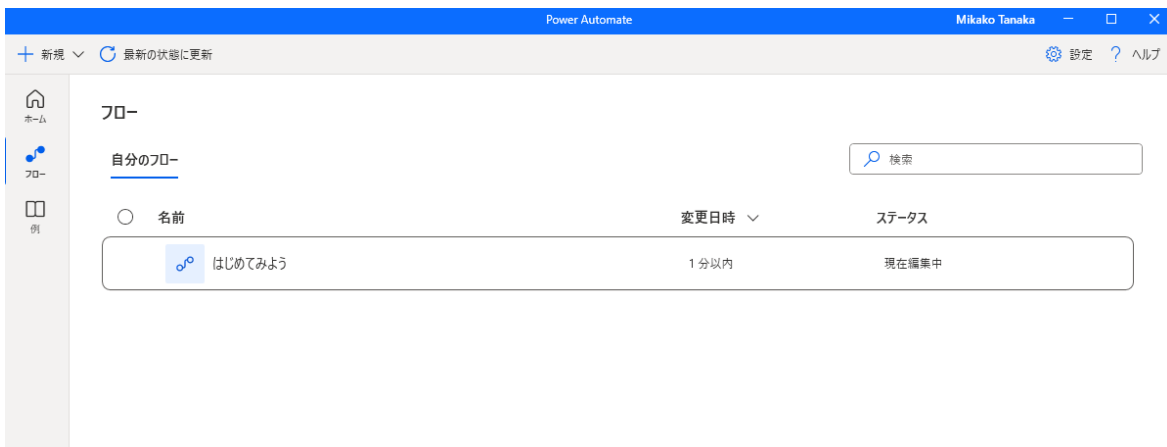 Power Automate Mikako Tanaka
新規 最新の状態に更新 設定 ? ヘルプ
ホーム
フロー
例
フロー
自分のフロー 検索
名前 変更日時 ステータス
はじめてみよう 1 分以内 現在編集中